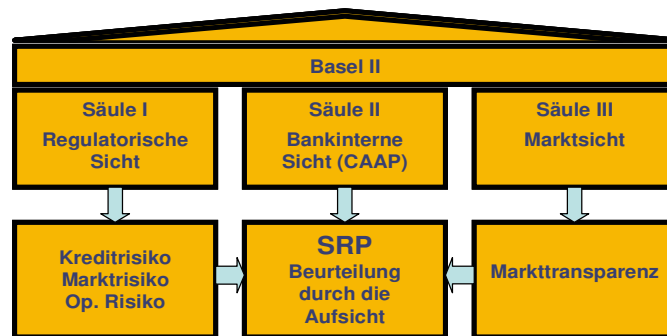 Basel II
Säule I
Regulatorische
Sicht
Säule II
Bankinterne
Sicht (CAAP)
Säule III
Marktsicht
Kreditrisiko
Marktrisiko
Op. Risiko
SRP
Beurteilung
durch die
Aufsicht
Markttransparenz